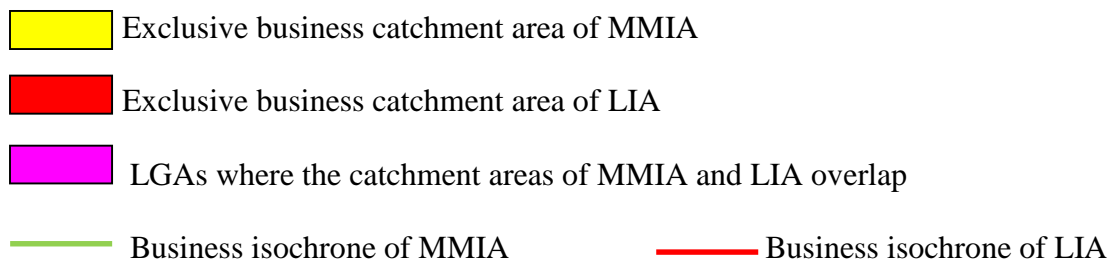 Exclusive business catchment area of MMIA
Exclusive business catchment area of LIA
LGAs where the catchment areas of MMIA and LIA overlap
Business isochrone of MMIA Business isochrone of LIA